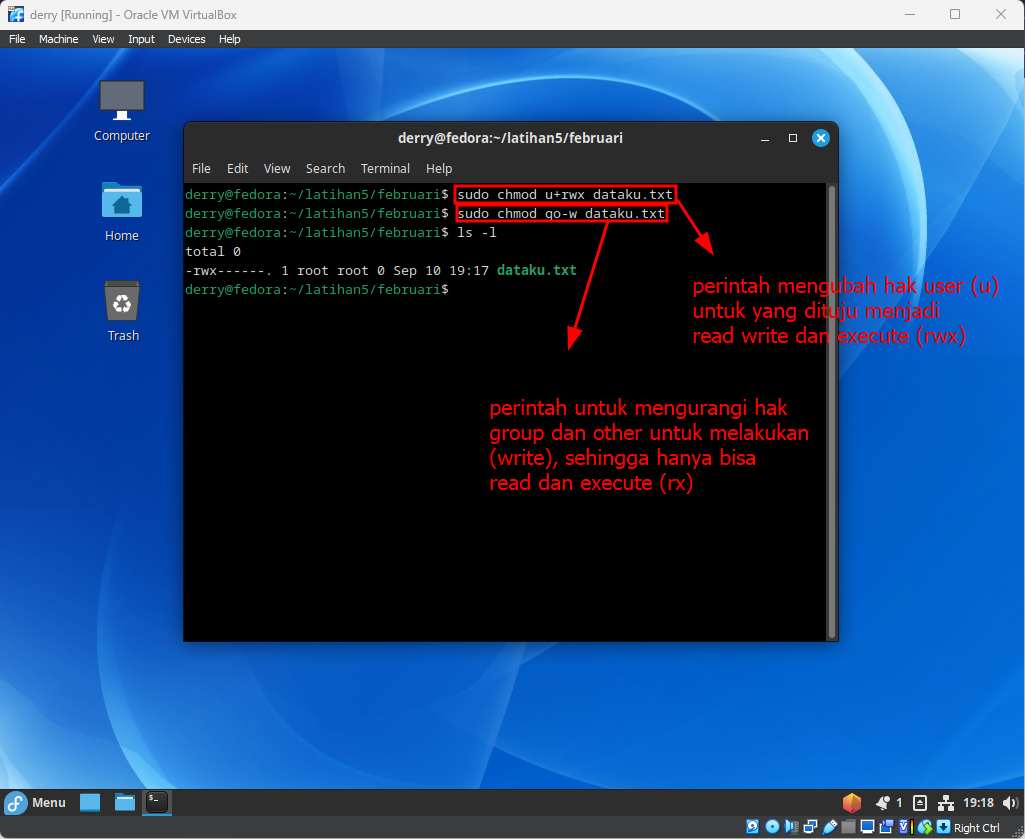 derry [Running] - Oracle VM VirtualBox
File Machine View Input Devices Help
Computer
Home
Trash
derry@fedora:~/latihan5/februari
File Edit View Search Terminal Help
derry@fedora:~/latihan5/februari$ sudo chmod u+rwx dataku.txt
derry@fedora:~/latihan5/februari$ sudo chmod go-w dataku.txt
derry@fedora:~/latihan5/februari$ ls -l
total 0
-rwx------. 1 root root 0 Sep 10 19:17 dataku.txt
derry@fedora:~/latihan5/februari$
perintah mengubah hak user (u)
untuk yang dituju menjadi
read write dan execute (rwx)
perintah untuk mengurangi hak
group dan other untuk melakukan
(write), sehingga hanya bisa
read dan execute (rx)
Menu
1
19:18
Right Ctrl